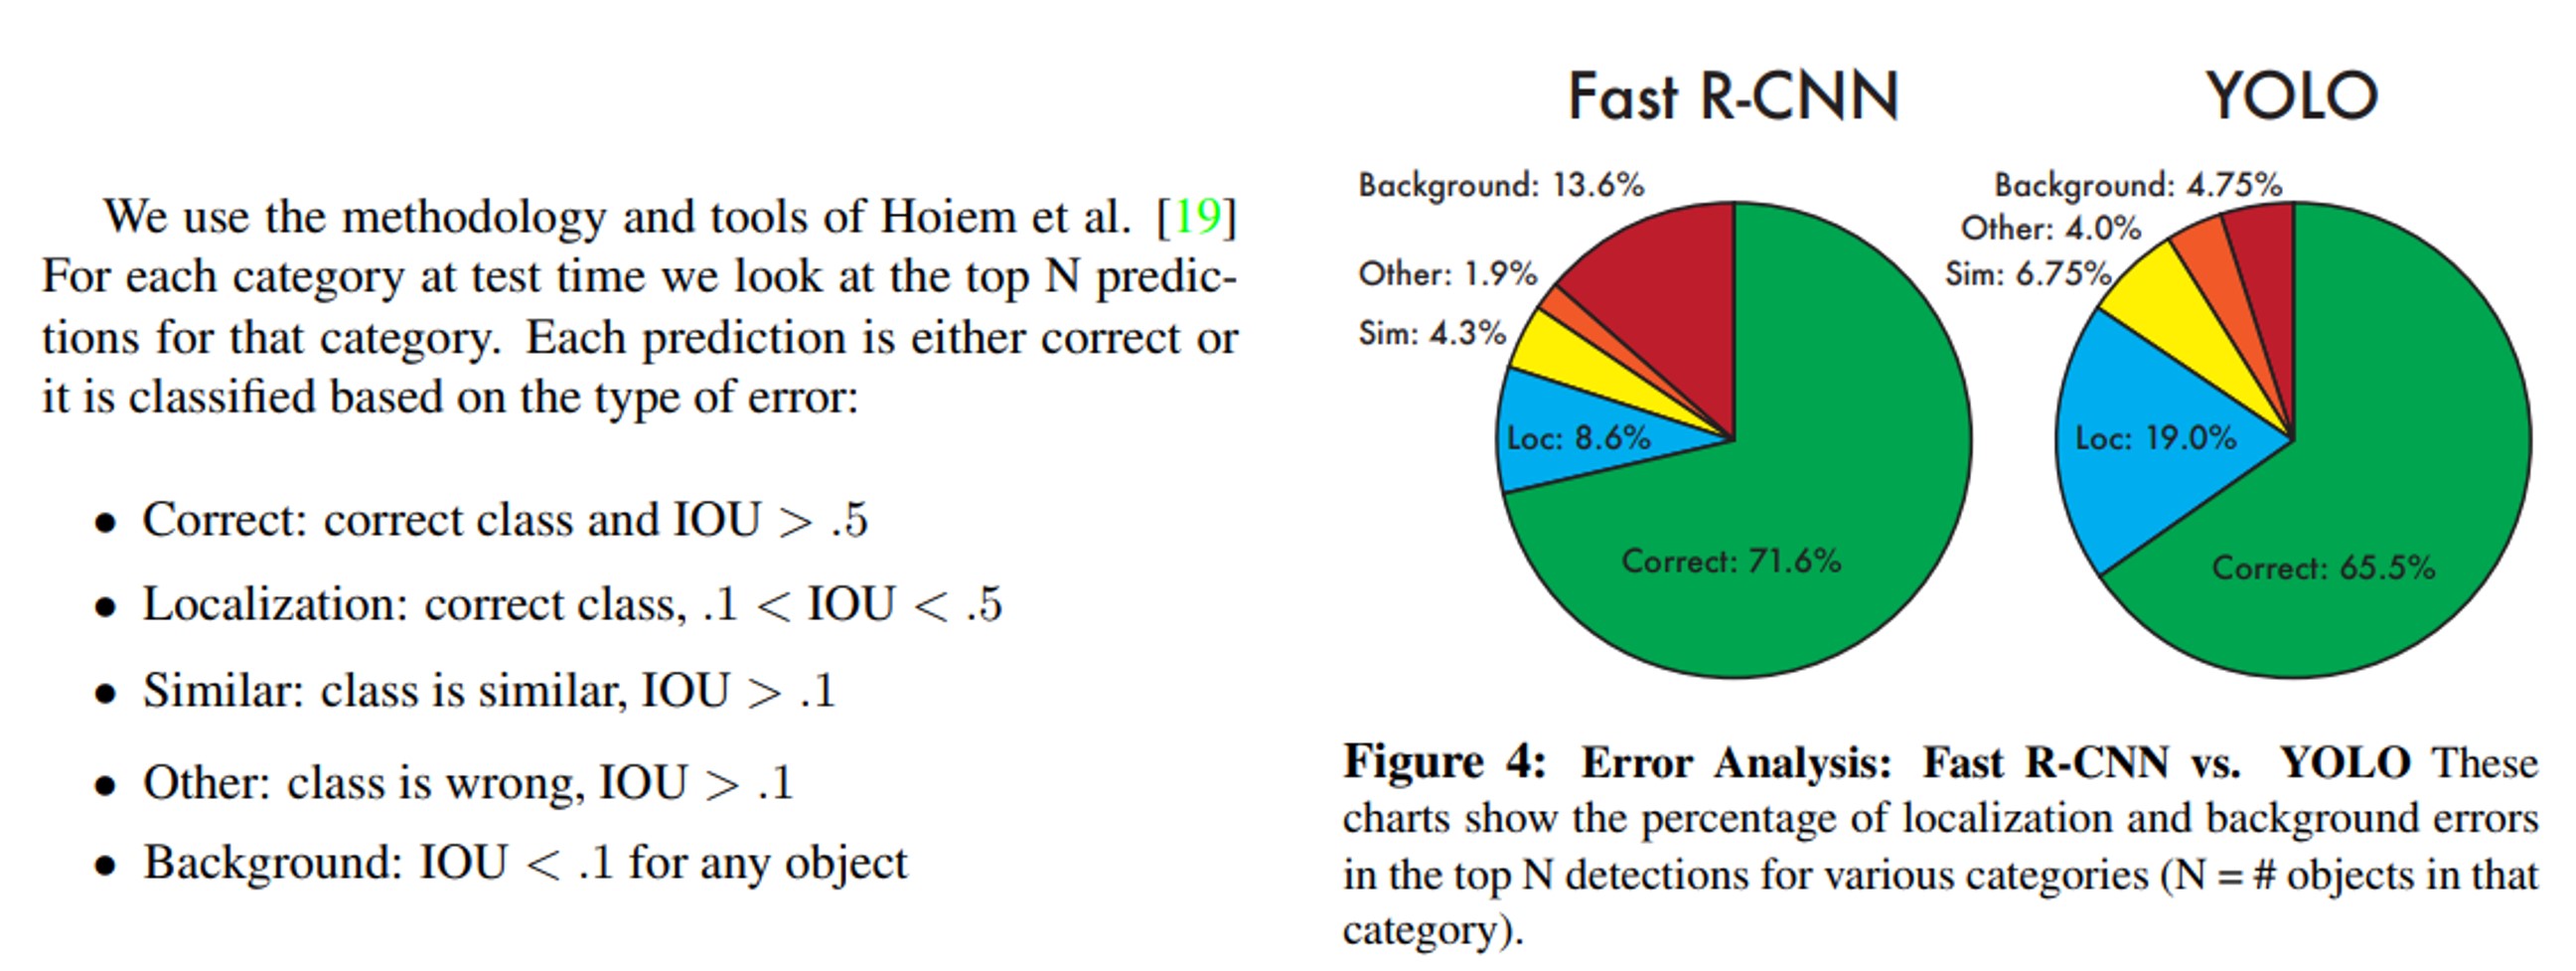 We use the methodology and tools of Hoiem et al. [19]
For each category at test time we look at the top N predic-
tions for that category. Each prediction is either correct or
it is classified based on the type of error:
• Correct: correct class and IOU > .5
• Localization: correct class, .1 < IOU < .5
• Similar: class is similar, IOU > .1
• Other: class is wrong, IOU > .1
• Background: IOU < .1 for any object
Fast R-CNN
Background: 13.6%
Other: 1.9%
Sim: 4.3%
Loc: 8.6%
Correct: 71.6%
YOLO
Background: 4.75%
Other: 4.0%
Sim: 6.75%
Loc: 19.0%
Correct: 65.5%
Figure 4: Error Analysis: Fast R-CNN vs. YOLO These
charts show the percentage of localization and background errors
in the top N detections for various categories (N = # objects in that
category).